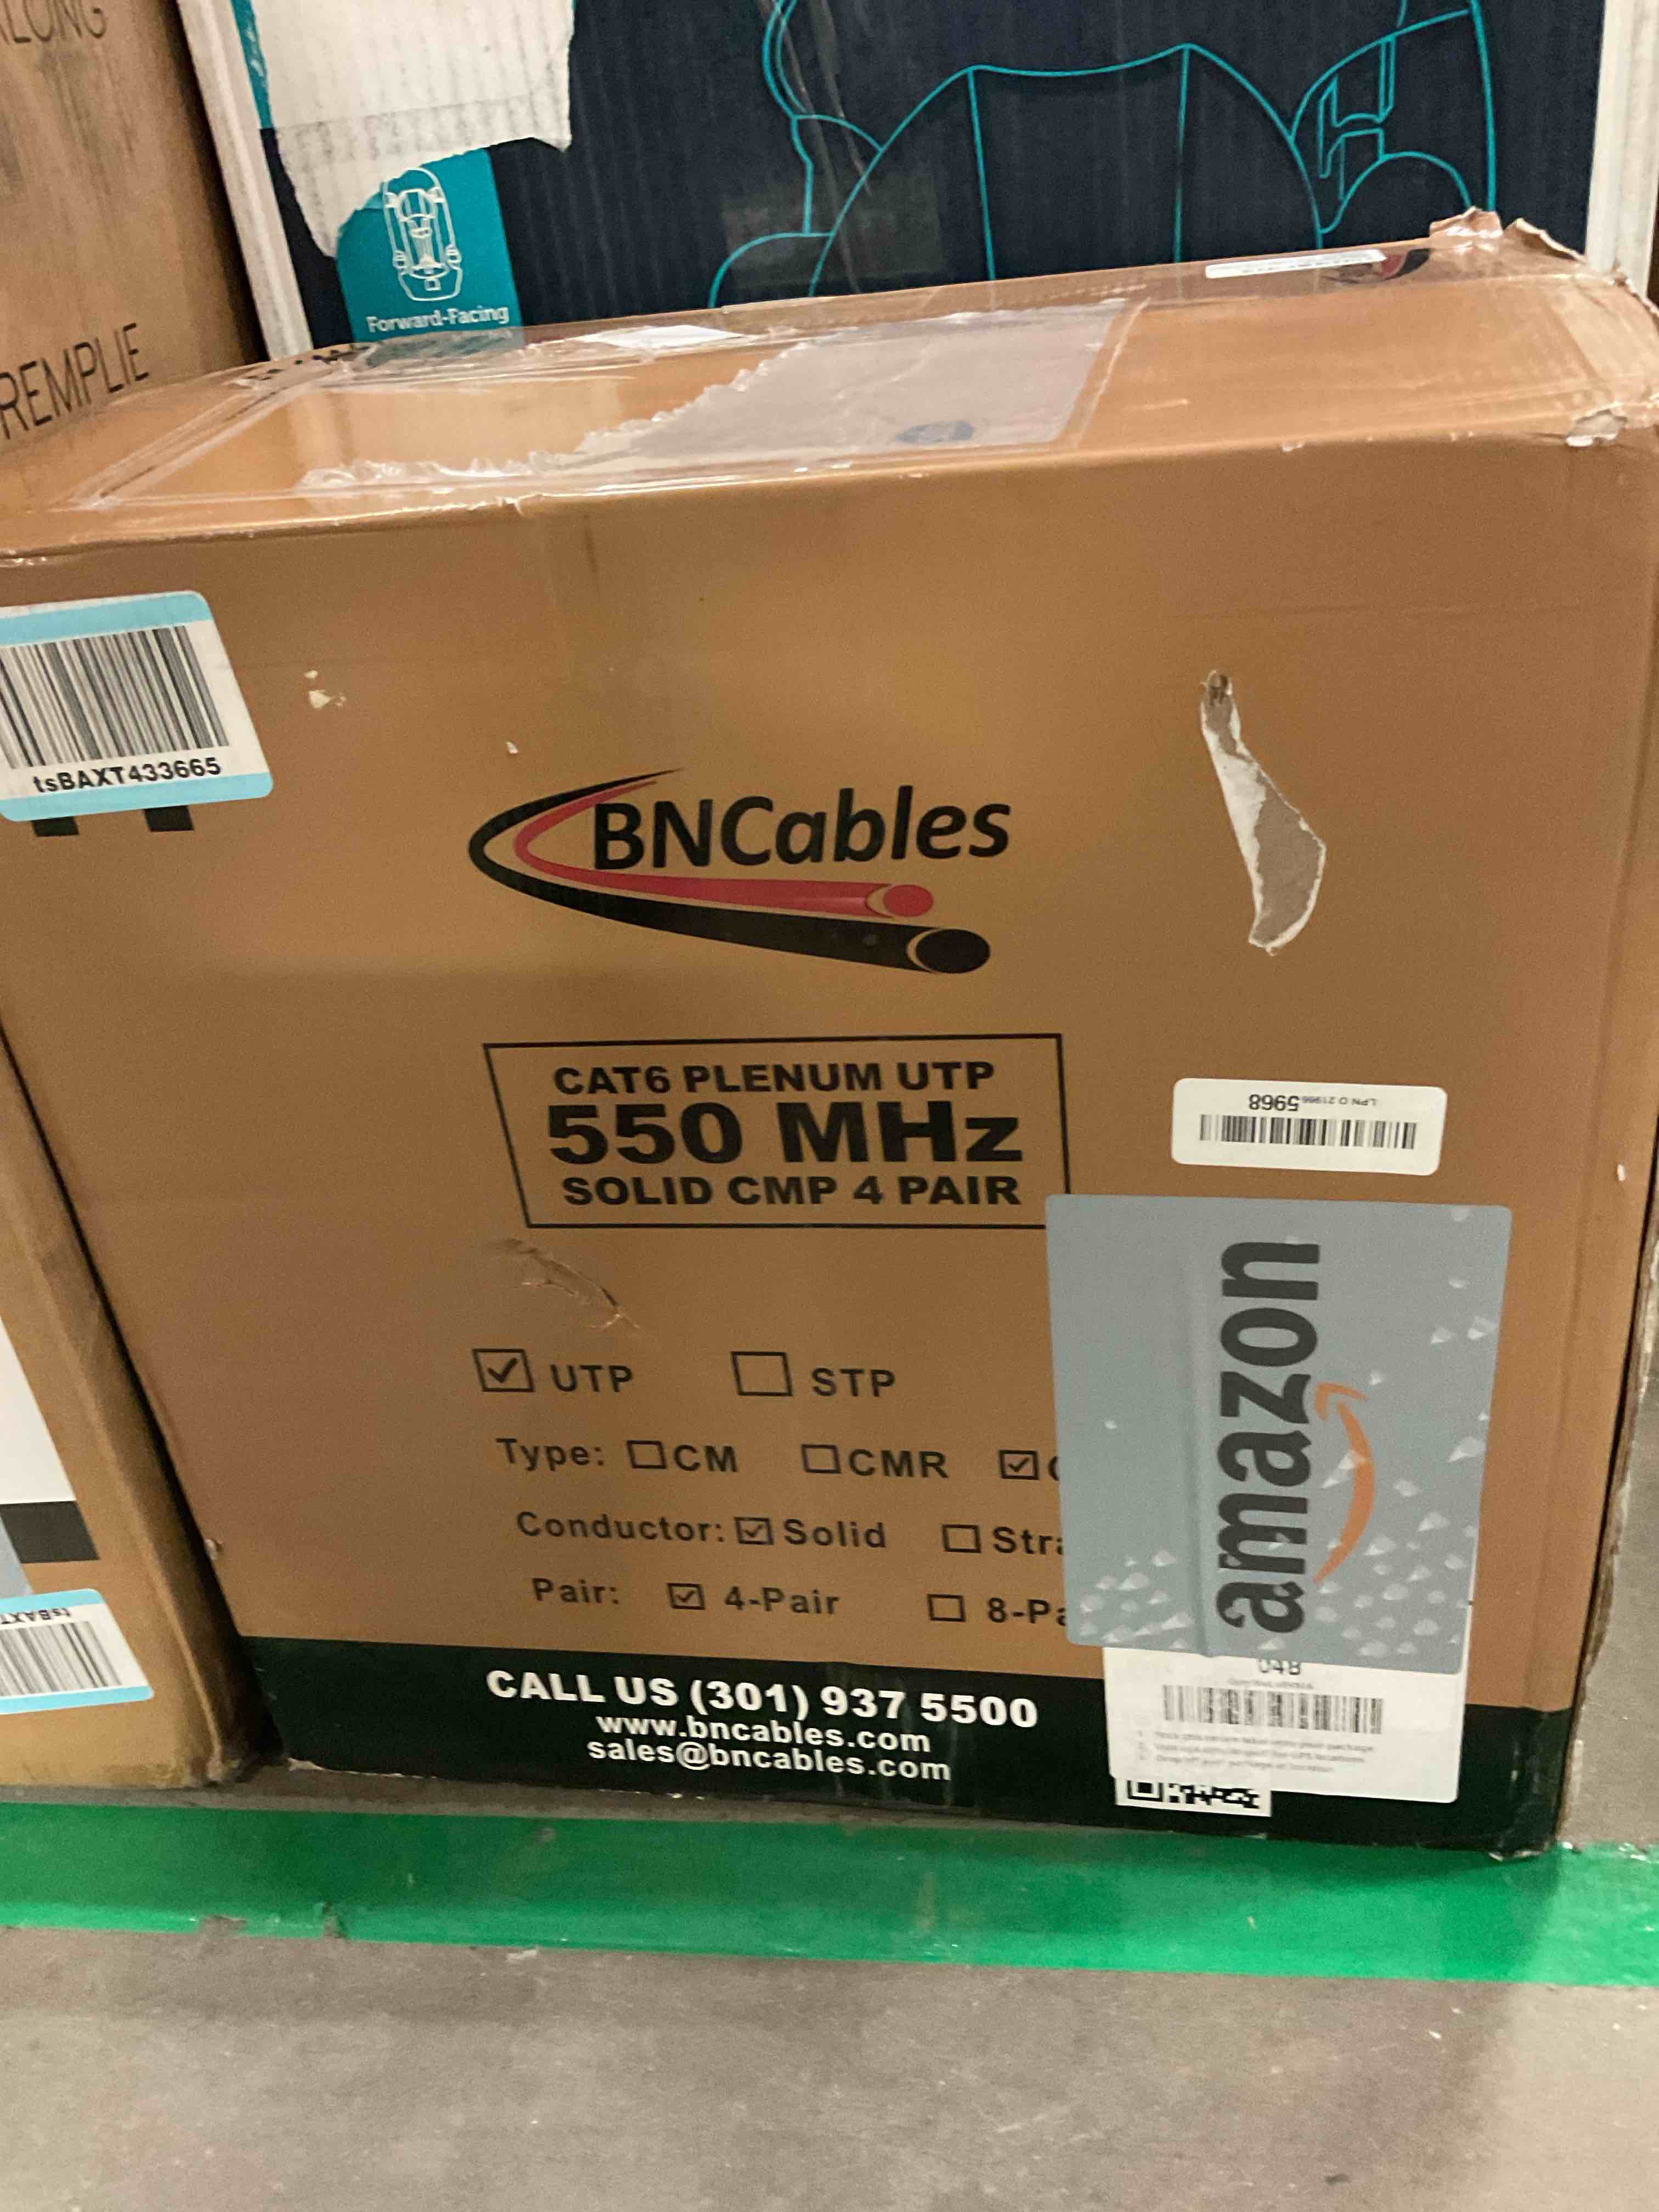 REMPLIE
Forward-Facing
tsBAXT433665
BNCables
CAT6 PLENUM UTP
550 MHz
SOLID CMP 4 PAIR
5968
UTP STP
Type: CM CMR
Conductor: Solid
Pair: 4-Pair
amazon
CALL US (301) 937 5500
www.bncables.com
sales@bncables.com